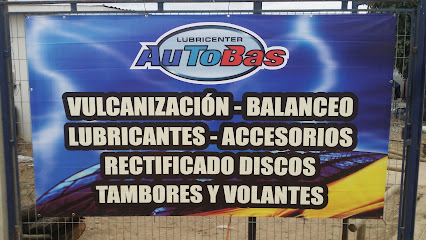 LUBRICENTER
AuToBas
VULCANIZACIÓN - BALANCEO
LUBRICANTES - ACCESORIOS
RECTIFICADO DISCOS
TAMBORES Y VOLANTES